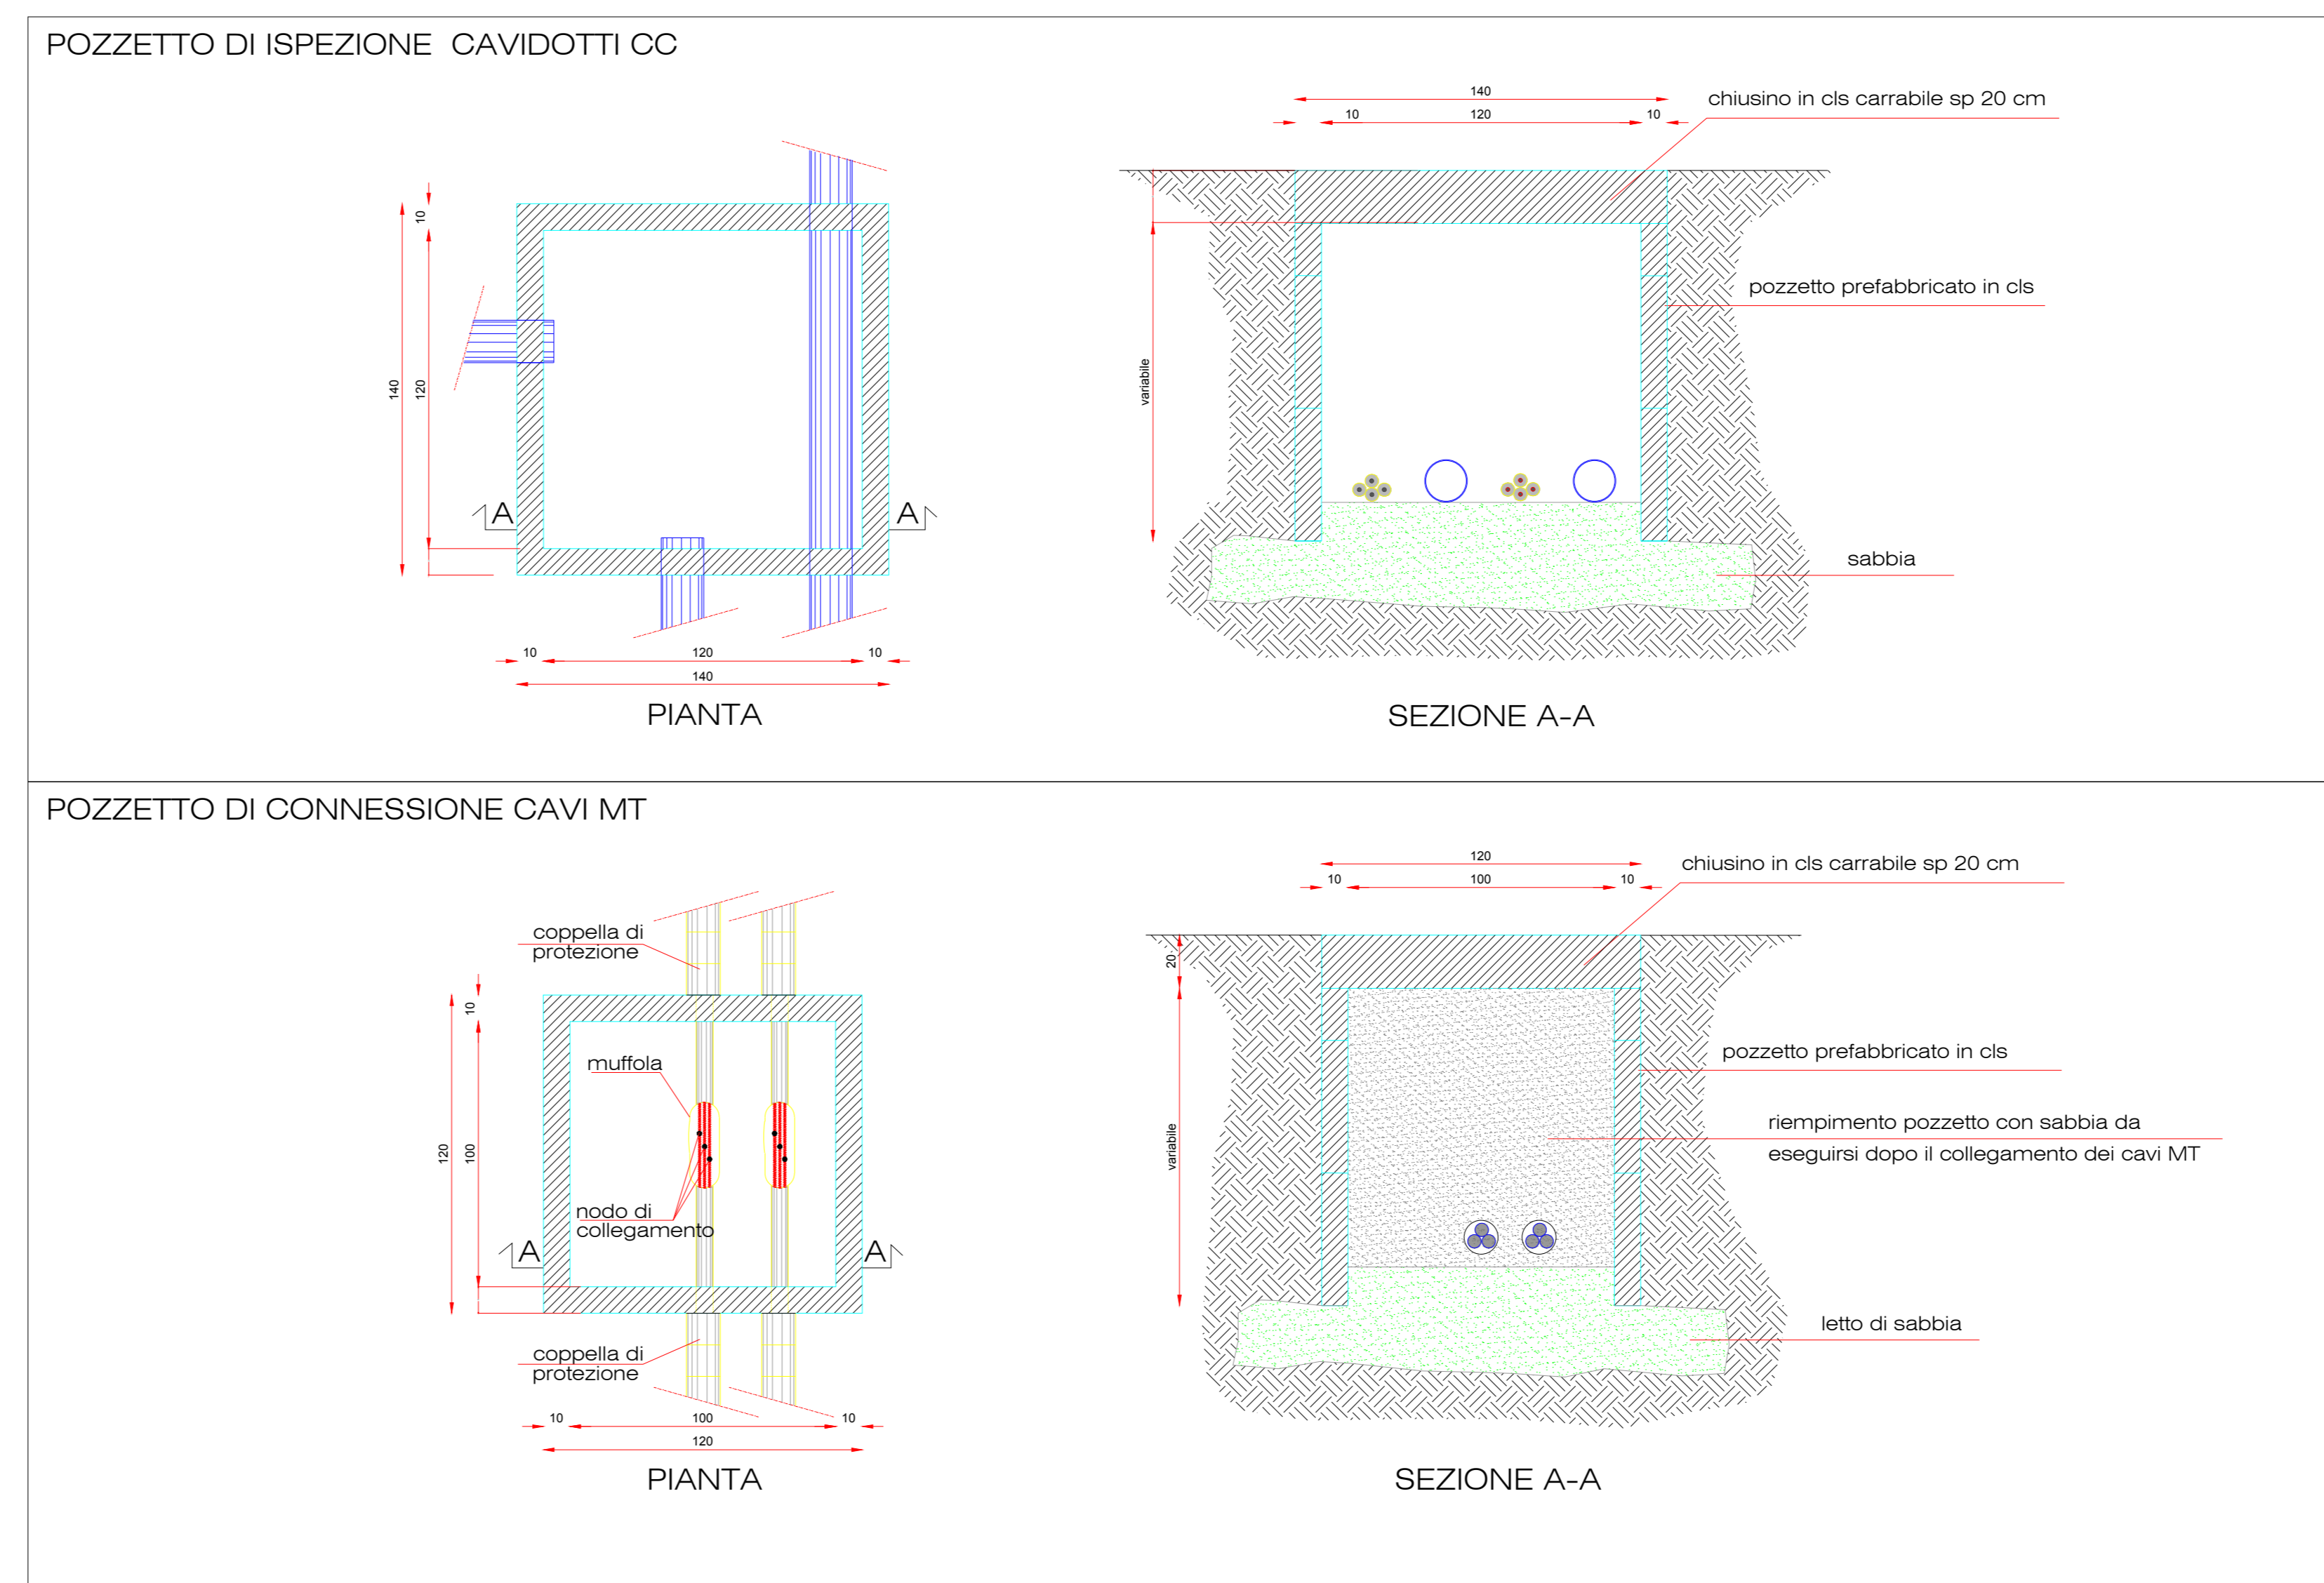 POZZETTO DI ISPEZIONE CAVIDOTTI CC
140
10 120 10
chiusino in cls carrabile sp 20 cm
10
140
120
pozzetto prefabbricato in cls
variabile
A A
sabbia
10 120 10
140
PIANTA
SEZIONE A-A
POZZETTO DI CONNESSIONE CAVI MT
120
10 100 10
chiusino in cls carrabile sp 20 cm
coppella di
protezione
20
10
muffola
pozzetto prefabbricato in cls
riempimento pozzetto con sabbia da
eseguirsi dopo il collegamento dei cavi MT
120
100
variabile
nodo di
collegamento
A A
letto di sabbia
coppella di
protezione
10 100 10
120
PIANTA
SEZIONE A-A